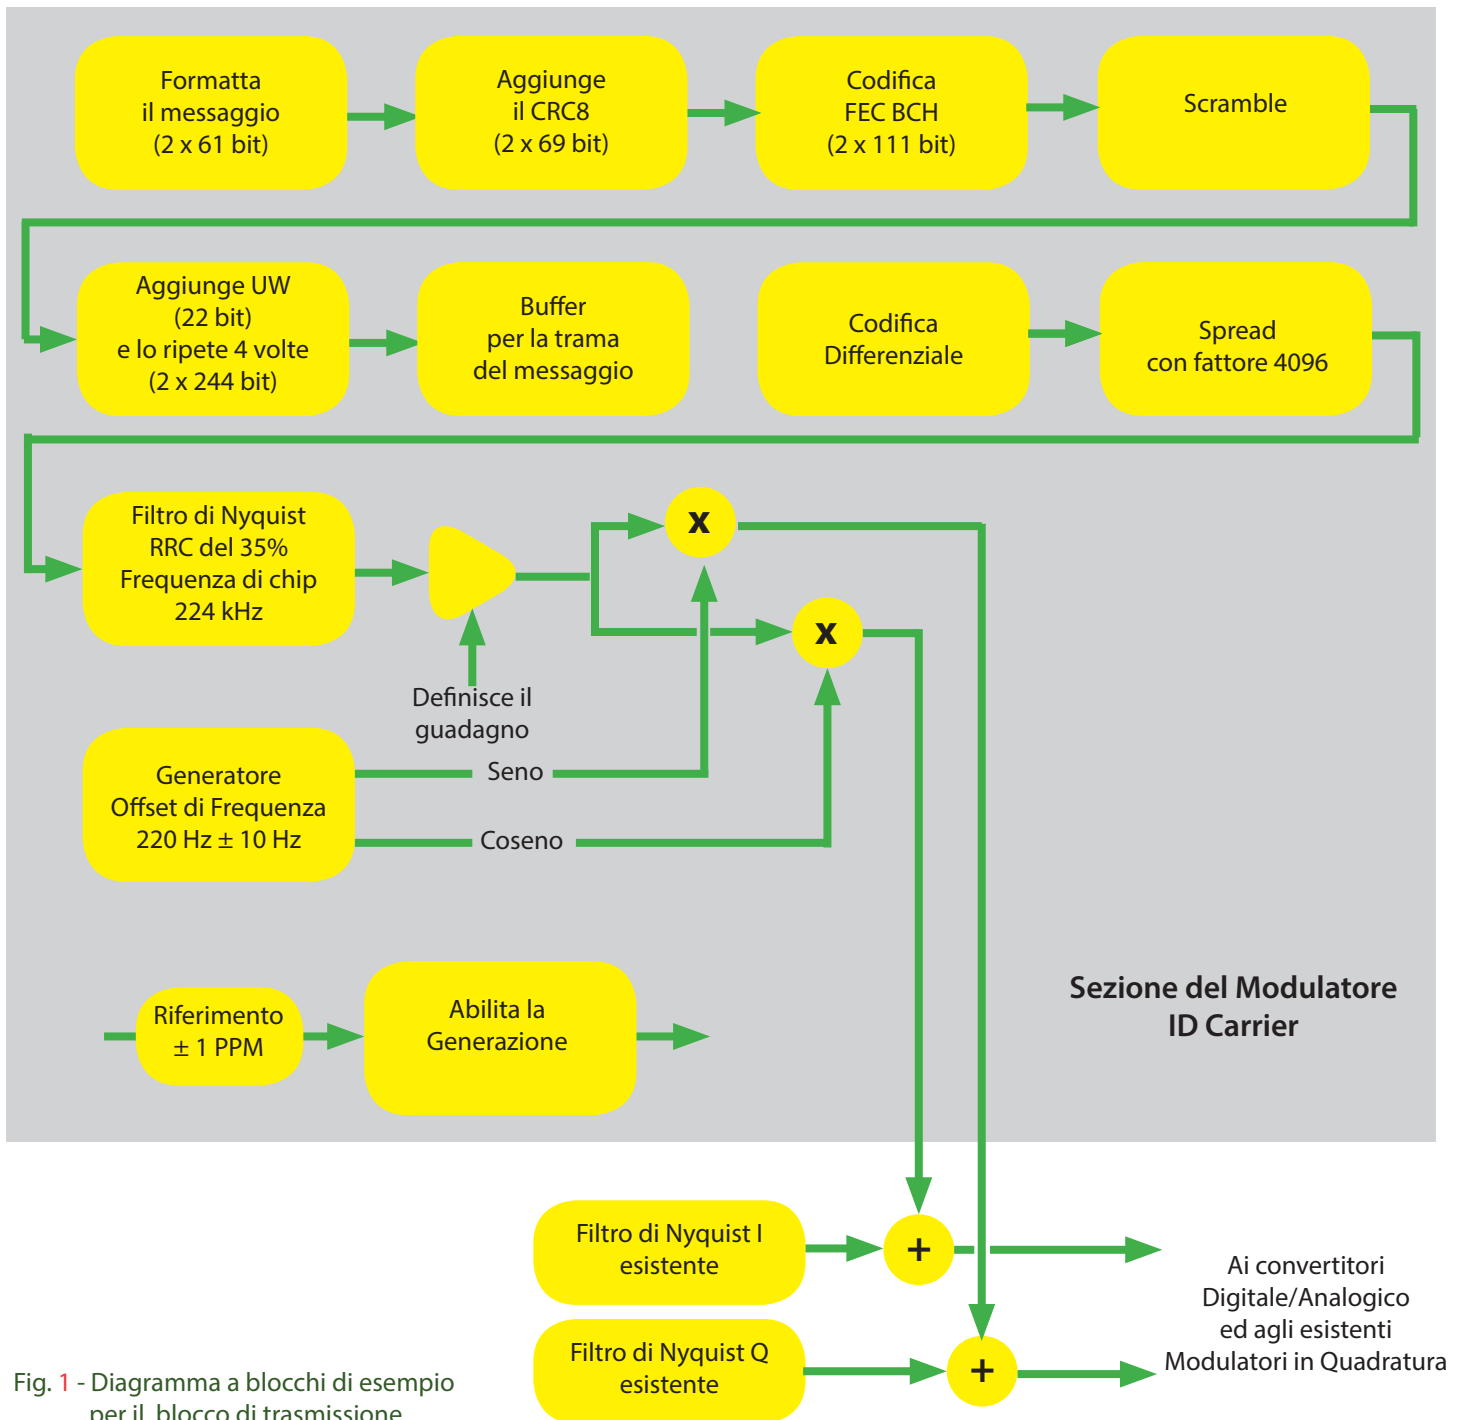 Formatta
il messaggio
(2 x 61 bit)
Aggiunge
il CRC8
(2 x 69 bit)
Codifica
FEC BCH
(2 x 111 bit)
Scramble
Aggiunge UW
(22 bit)
e lo ripete 4 volte
(2 x 244 bit)
Buffer
per la trama
del messaggio
Codifica
Differenziale
Spread
con fattore 4096
Filtro di Nyquist
RRC del 35%
Frequenza di chip
224 kHz
x
x
Definisce il
guadagno
Generatore
Offset di Frequenza
220 Hz ± 10 Hz
Seno
Coseno
Riferimento
± 1 PPM
Abilita la
Generazione
Sezione del Modulatore
ID Carrier
Filtro di Nyquist I
esistente
+
Filtro di Nyquist Q
esistente
+
Ai convertitori
Digitale/Analogico
ed agli esistenti
Modulatori in Quadratura
Fig. 1 - Diagramma a blocchi di esempio
per il blocco di trasmissione